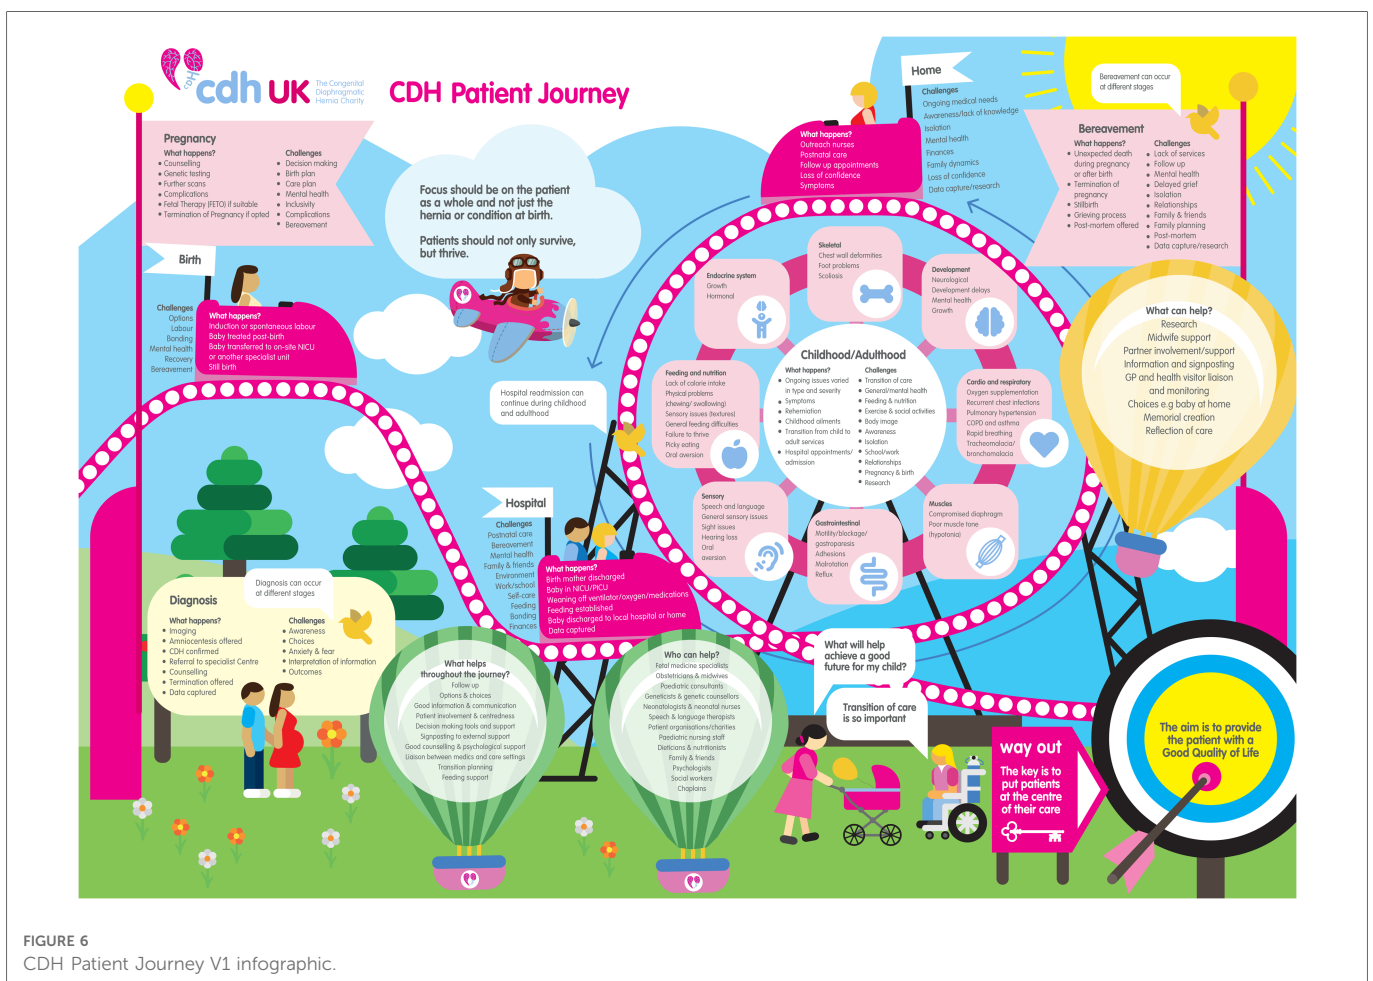 CDH
cdh UK
The Congenital
Diaphragmatic
Hernia Charity
CDH Patient Journey
Pregnancy
What happens?
• Counselling
• Genetic testing
• Further scans
• Complications
• Fetal Therapy (FETO) if suitable
• Termination of Pregnancy if opted
Challenges
• Decision making
• Birth plan
• Care plan
• Mental health
• Inclusivity
• Complications
• Bereavement
Focus should be on the patient
as a whole and not just the
hernia or condition at birth.
Patients should not only survive,
but thrive.
Home
Challenges
Ongoing medical needs
Awareness/lack of knowledge
Isolation
Mental health
Finances
Family dynamics
Loss of confidence
Data capture/research
What happens?
Outreach nurses
Postnatal care
Follow up appointments
Loss of confidence
Symptoms
Bereavement can occur
at different stages
Bereavement
What happens?
• Unexpected death
during pregnancy
or after birth
• Termination of
pregnancy
• Stillbirth
• Grieving process
• Post-mortem offered
Challenges
• Lack of services
• Follow up
• Mental health
• Delayed grief
• Isolation
• Relationships
• Family & friends
• Family planning
• Post-mortem
• Data capture/research
Birth
Challenges
Options
Labour
Bonding
Mental health
Recovery
Bereavement
What happens?
Induction or spontaneous labour
Baby treated post-birth
Baby transferred to on-site NICU
or another specialist unit
Still birth
Skeletal
Chest wall deformities
Foot problems
Scoliosis
Endocrine system
Growth
Hormonal
Development
Neurological
Development delays
Mental health
Growth
Childhood/Adulthood
What happens?
• Ongoing issues varied
in type and severity
• Symptoms
• Reherniation
• Childhood ailments
• Transition from child to
adult services
• Hospital appointments/
admission
Challenges
• Transition of care
• General/mental health
• Feeding & nutrition
• Exercise & social activities
• Body image
• Awareness
• Isolation
• School/work
• Relationships
• Pregnancy & birth
• Research
Feeding and nutrition
Lack of calorie intake
Physical problems
(chewing/ swallowing)
Sensory issues (textures)
General feeding difficulties
Failure to thrive
Picky eating
Oral aversion
Cardio and respiratory
Oxygen supplementation
Recurrent chest infections
Pulmonary hypertension
COPD and asthma
Rapid breathing
Tracheomalacia/
bronchomalacia
Sensory
Speech and language
General sensory issues
Sight issues
Hearing loss
Oral
aversion
Gastrointestinal
Motility/blockage/
gastroparesis
Adhesions
Malrotation
Reflux
Muscles
Compromised diaphragm
Poor muscle tone
(hypotonia)
What can help?
Research
Midwife support
Partner involvement/support
Information and signposting
GP and health visitor liaison
and monitoring
Choices e.g baby at home
Memorial creation
Reflection of care
Hospital readmission can
continue during childhood
and adulthood
Hospital
Challenges
Postnatal care
Bereavement
Mental health
Family & friends
Environment
Work/school
Self-care
Feeding
Bonding
Finances
What happens?
Birth mother discharged
Baby in NICU/PICU
Weaning off ventilator/oxygen/medications
Feeding established
Baby discharged to local hospital or home
Data captured
Diagnosis can occur
at different stages
Diagnosis
What happens?
• Imaging
• Amniocentesis offered
• CDH confirmed
• Referral to specialist Centre
• Counselling
• Termination offered
• Data captured
Challenges
• Awareness
• Choices
• Anxiety & fear
• Interpretation of information
• Outcomes
What helps
throughout the journey?
Follow up
Options & choices
Good information & communication
Patient involvement & centredness
Decision making tools and support
Signposting to external support
Good counselling & psychological support
Liaison between medics and care settings
Transition planning
Feeding support
Who can help?
Fetal medicine specialists
Obstetricians & midwives
Paediatric consultants
Geneticists & genetic counsellors
Neonatologists & neonatal nurses
Speech & language therapists
Patient organisations/charities
Paediatric nursing staff
Dieticians & nutritionists
Family & friends
Psychologists
Social workers
Chaplains
What will help
achieve a good
future for my child?
Transition of care
is so important
way out
The key is to
put patients
at the centre
of their care
The aim is to provide
the patient with a
Good Quality of Life
FIGURE 6
CDH Patient Journey V1 infographic.